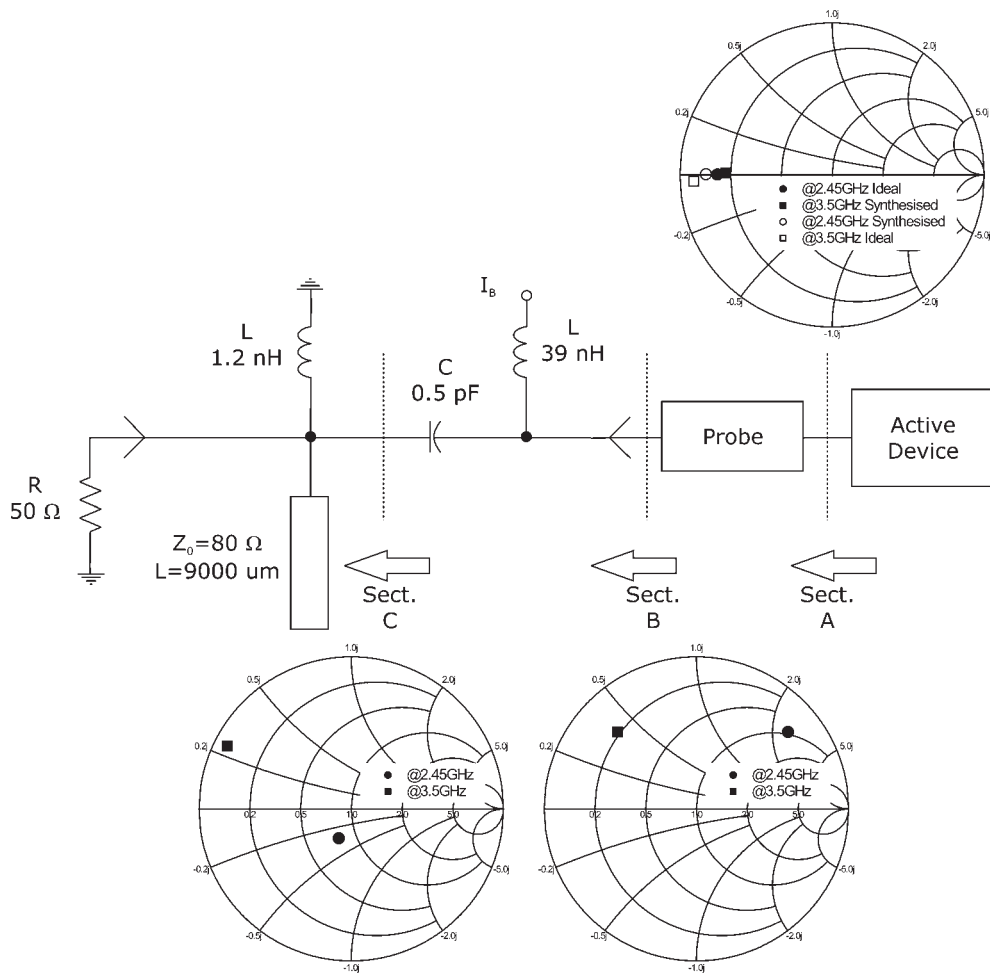 1.0j
0.5j
2.0j
0.2j
5.0j
@2.45GHz Ideal
@3.5GHz Synthesised
@2.45GHz Synthesised
@3.5GHz Ideal
-0.2j
-5.0j
-0.5j
-2.0j
-1.0j
I_B
L
1.2 nH
L
39 nH
C
0.5 pF
Probe
Active
Device
R
50 Ω
Z₀=80 Ω
L=9000 um
Sect.
C
Sect.
B
Sect.
A
1.0j
0.5j
2.0j
0.2j
5.0j
@2.45GHz
@3.5GHz
0.2
0.5
1.0
2.0
5.0
-0.2j
-5.0j
-0.5j
-2.0j
-1.0j
1.0j
0.5j
2.0j
0.2j
5.0j
@2.45GHz
@3.5GHz
0.2
0.5
1.0
2.0
5.0
-0.2j
-5.0j
-0.5j
-2.0j
-1.0j